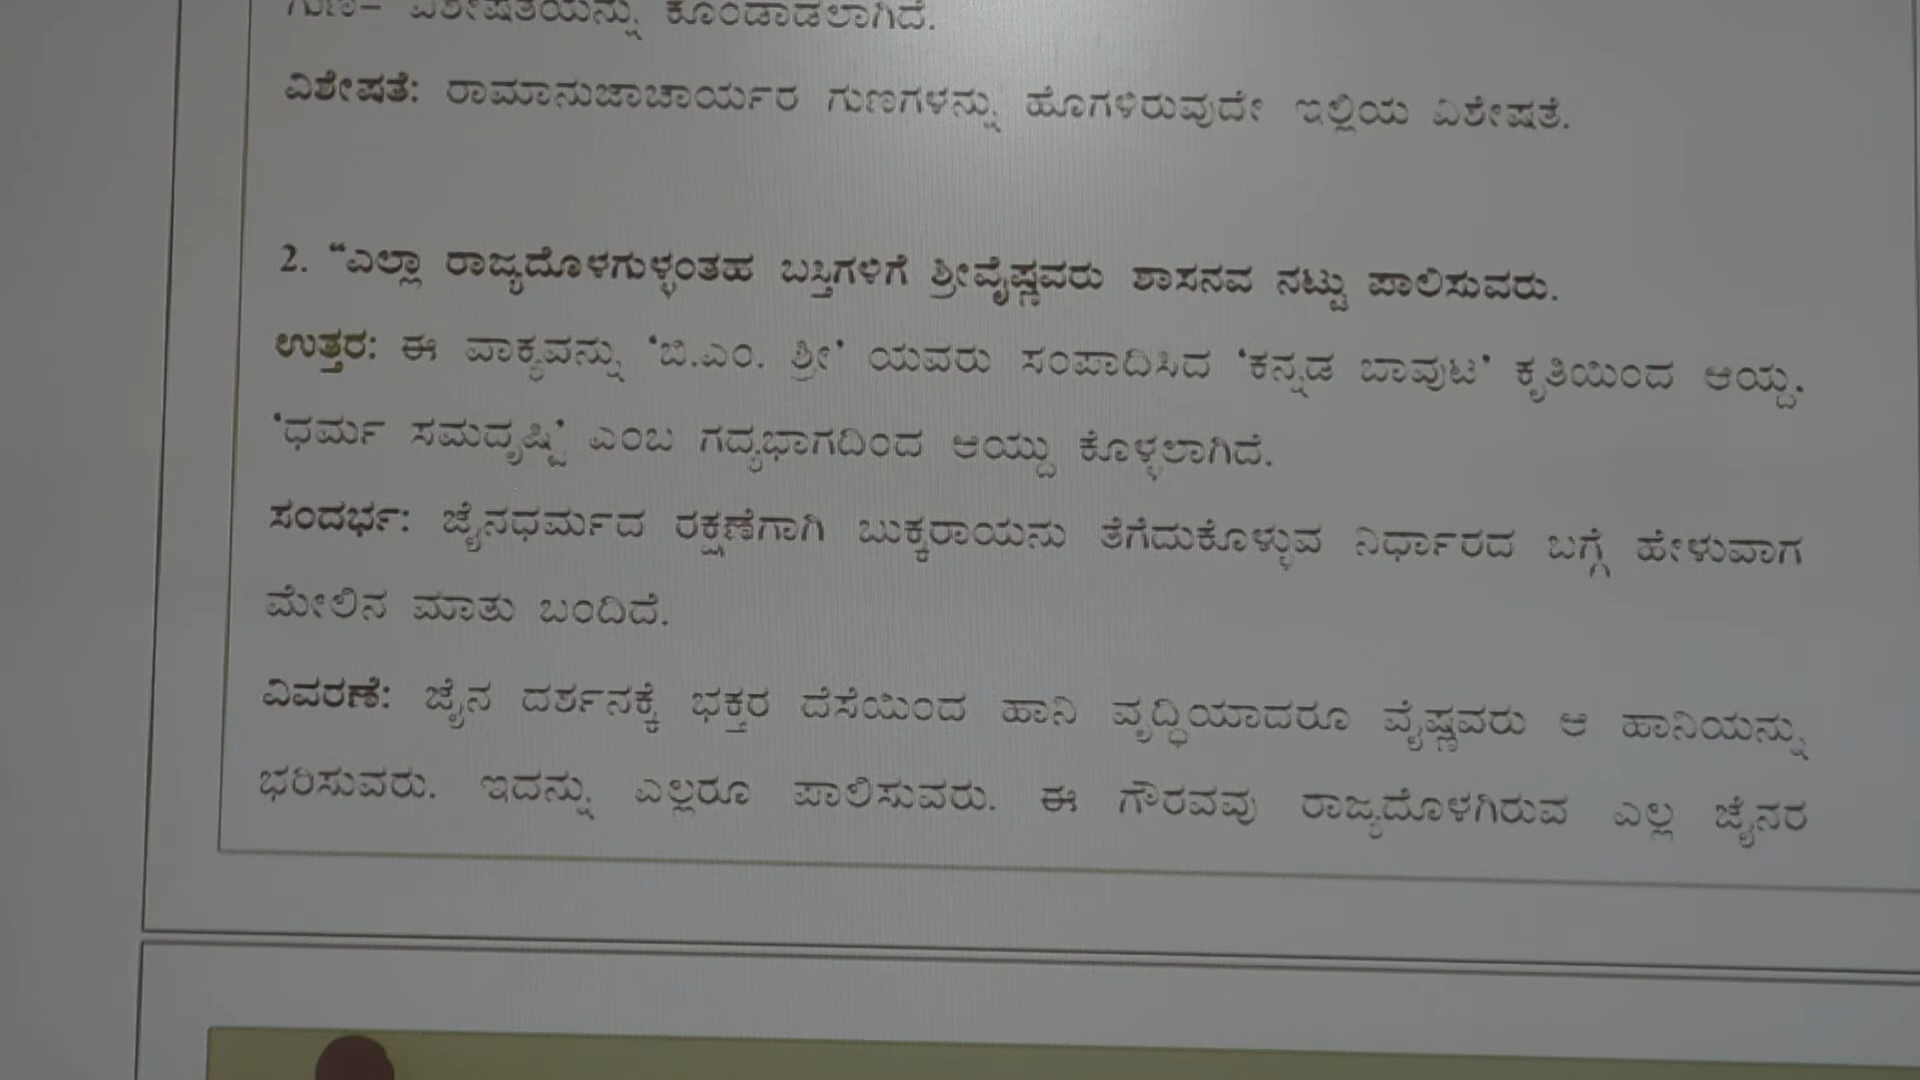 ಗುಣ– ವಿಶೇಷತೆಯನ್ನು ಕೊಂಡಾಡಲಾಗಿದೆ.
ವಿಶೇಷತೆ: ರಾಮಾನುಜಾಚಾರ್ಯರ ಗುಣಗಳನ್ನು ಹೊಗಳಿರುವುದೇ ಇಲ್ಲಿಯ ವಿಶೇಷತೆ.
2. “ಎಲ್ಲಾ ರಾಜ್ಯದೊಳಗುಳ್ಳಂತಹ ಬಸ್ತಿಗಳಿಗೆ ಶ್ರೀವೈಷ್ಣವರು ಶಾಸನವ ನಟ್ಟು ಪಾಲಿಸುವರು.
ಉತ್ತರ: ಈ ವಾಕ್ಯವನ್ನು ‘ಬಿ.ಎಂ. ಶ್ರೀ’ ಯವರು ಸಂಪಾದಿಸಿದ ‘ಕನ್ನಡ ಬಾವುಟ’ ಕೃತಿಯಿಂದ ಆಯ್ದ.
‘ಧರ್ಮ ಸಮದೃಷ್ಟಿ’ ಎಂಬ ಗದ್ಯಭಾಗದಿಂದ ಆಯ್ದು ಕೊಳ್ಳಲಾಗಿದೆ.
ಸಂದರ್ಭ: ಜೈನಧರ್ಮದ ರಕ್ಷಣೆಗಾಗಿ ಬುಕ್ಕರಾಯನು ತೆಗೆದುಕೊಳ್ಳುವ ನಿರ್ಧಾರದ ಬಗ್ಗೆ ಹೇಳುವಾಗ
ಮೇಲಿನ ಮಾತು ಬಂದಿದೆ.
ವಿವರಣೆ: ಜೈನ ದರ್ಶನಕ್ಕೆ ಭಕ್ತರ ದೆಸೆಯಿಂದ ಹಾನಿ ವೃದ್ಧಿಯಾದರೂ ವೈಷ್ಣವರು ಆ ಹಾನಿಯನ್ನು
ಭರಿಸುವರು. ಇದನ್ನು ಎಲ್ಲರೂ ಪಾಲಿಸುವರು. ಈ ಗೌರವವು ರಾಜ್ಯದೊಳಗಿರುವ ಎಲ್ಲ ಜೈನರ